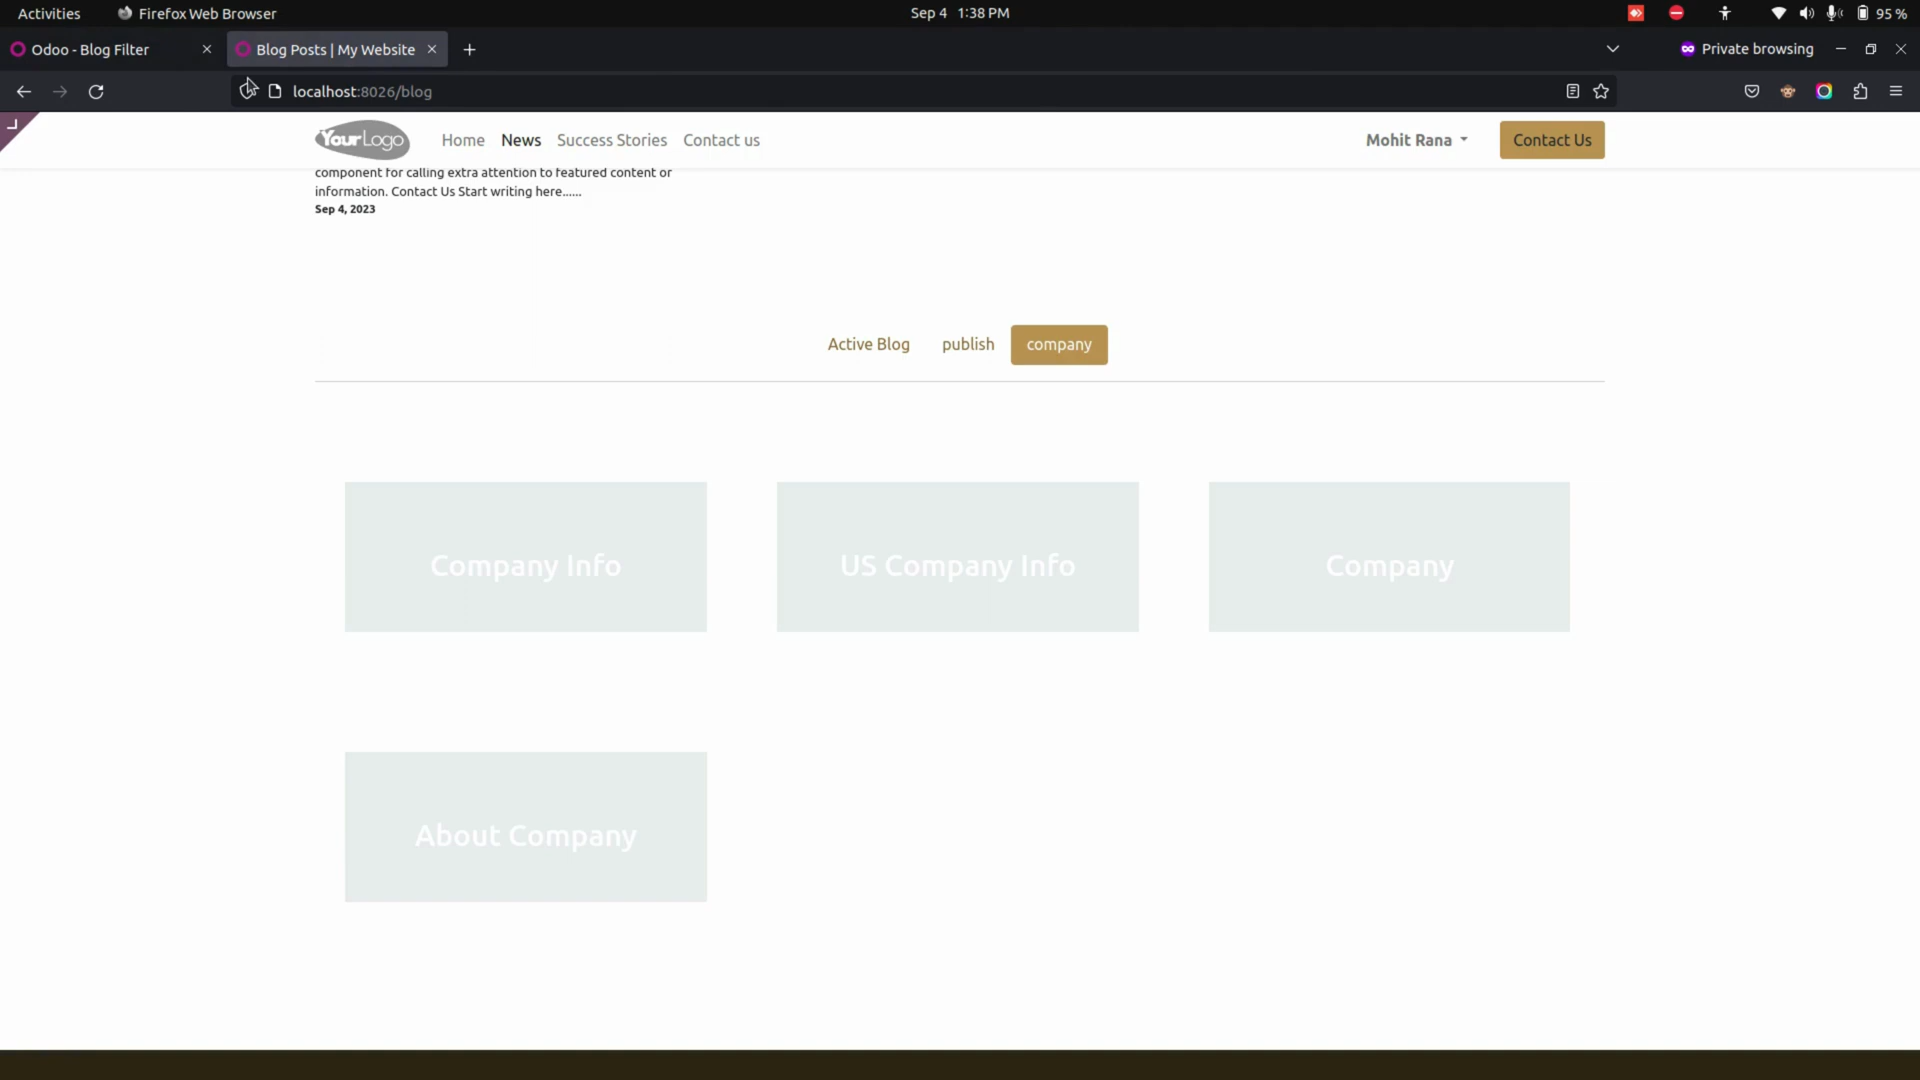 Activities
Firefox Web Browser
Sep 4 1:38 PM
95 %
Odoo - Blog Filter
Blog Posts | My Website
Private browsing
localhost:8026/blog
YourLogo
Home
News
Success Stories
Contact us
Mohit Rana
Contact Us
component for calling extra attention to featured content or
information. Contact Us Start writing here......
Sep 4, 2023
Active Blog
publish
company
Company Info
US Company Info
Company
About Company